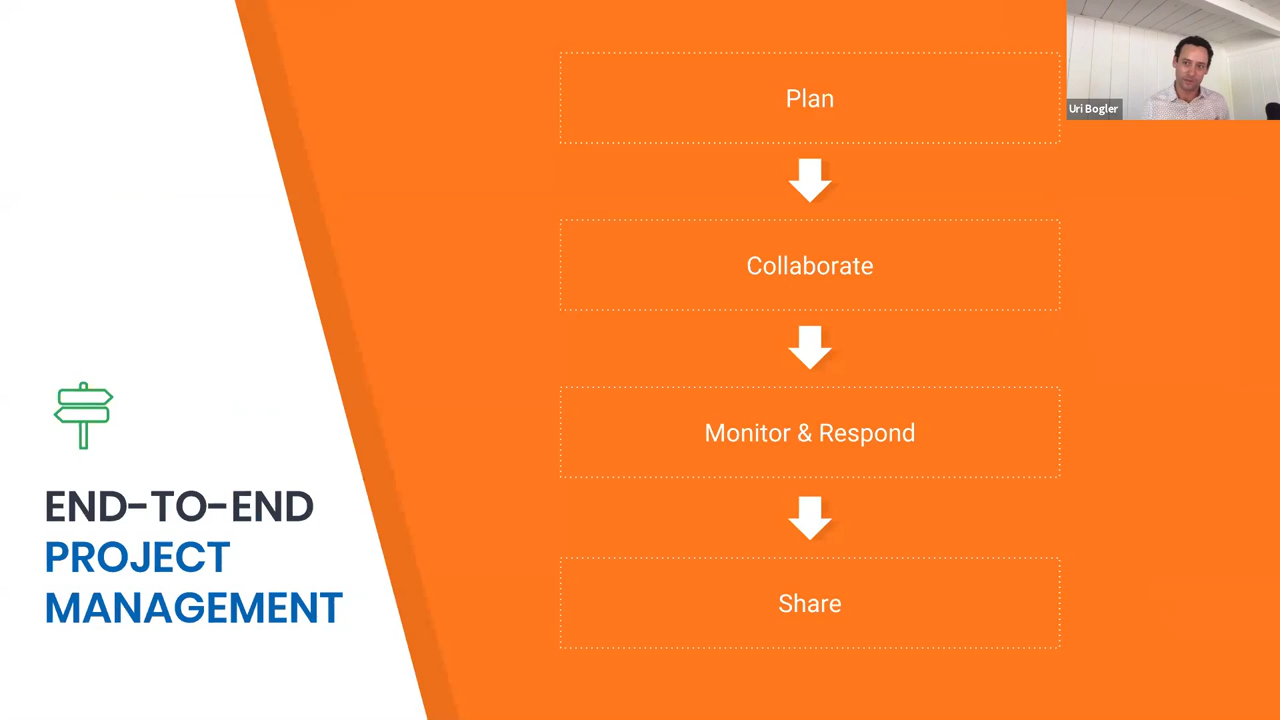 Plan
Uri Bogler
Collaborate
Monitor & Respond
END-TO-END
PROJECT
MANAGEMENT
Share